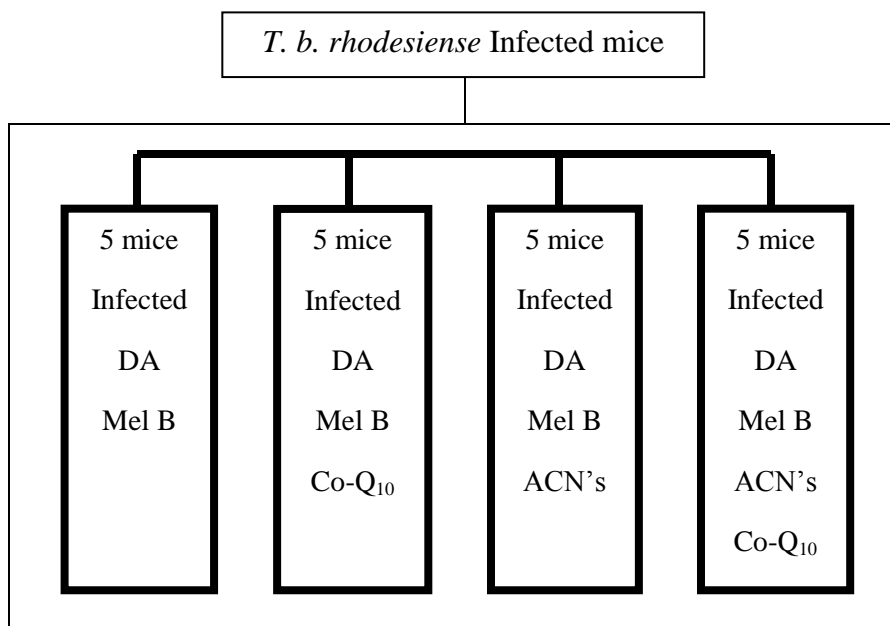 T. b. rhodesiense Infected mice
5 mice
Infected
DA
Mel B
5 mice
Infected
DA
Mel B
Co-Q10
5 mice
Infected
DA
Mel B
ACN’s
5 mice
Infected
DA
Mel B
ACN’s
Co-Q10